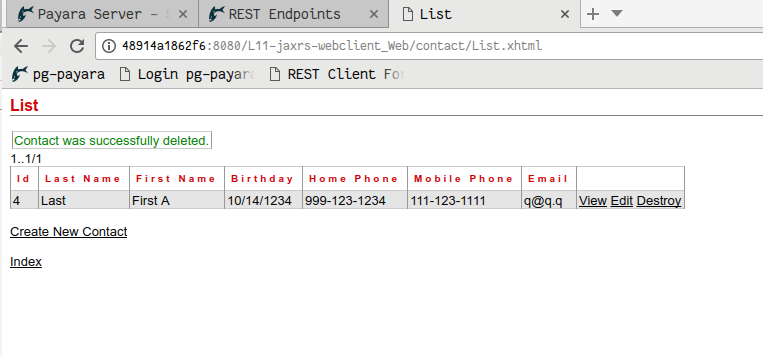 Payara Server – REST Endpoints List
48914a1862f6:8080/L11-jaxrs-webclient_Web/contact/List.xhtml
pg-payara Login pg-payara REST Client For
List
Contact was successfully deleted.
1..1/1
Id Last Name First Name Birthday Home Phone Mobile Phone Email
4 Last First A 10/14/1234 999-123-1234 111-123-1111 q@q.q View Edit Destroy
Create New Contact
Index